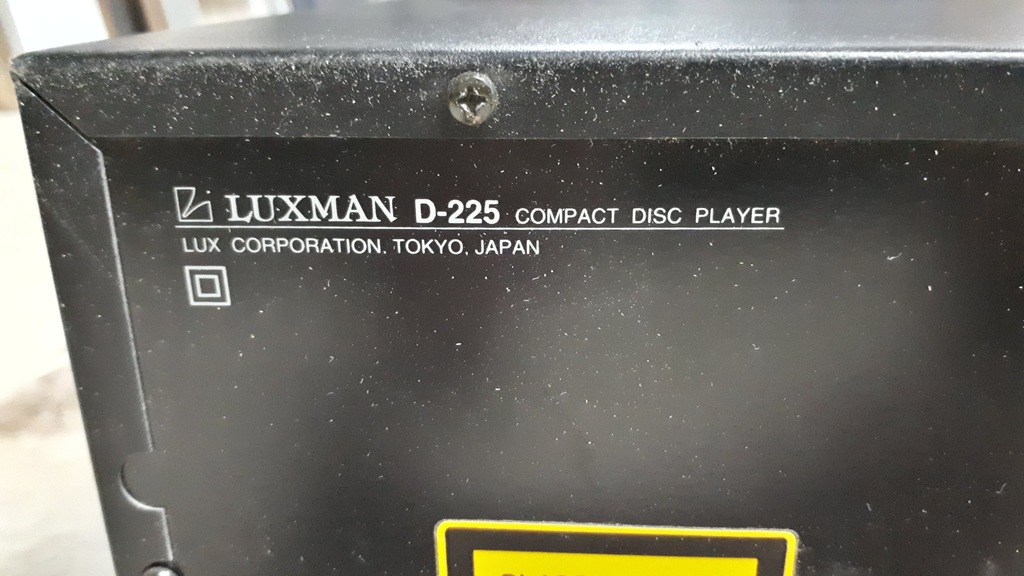 LUXMAN D-225 COMPACT DISC PLAYER
LUX CORPORATION. TOKYO, JAPAN